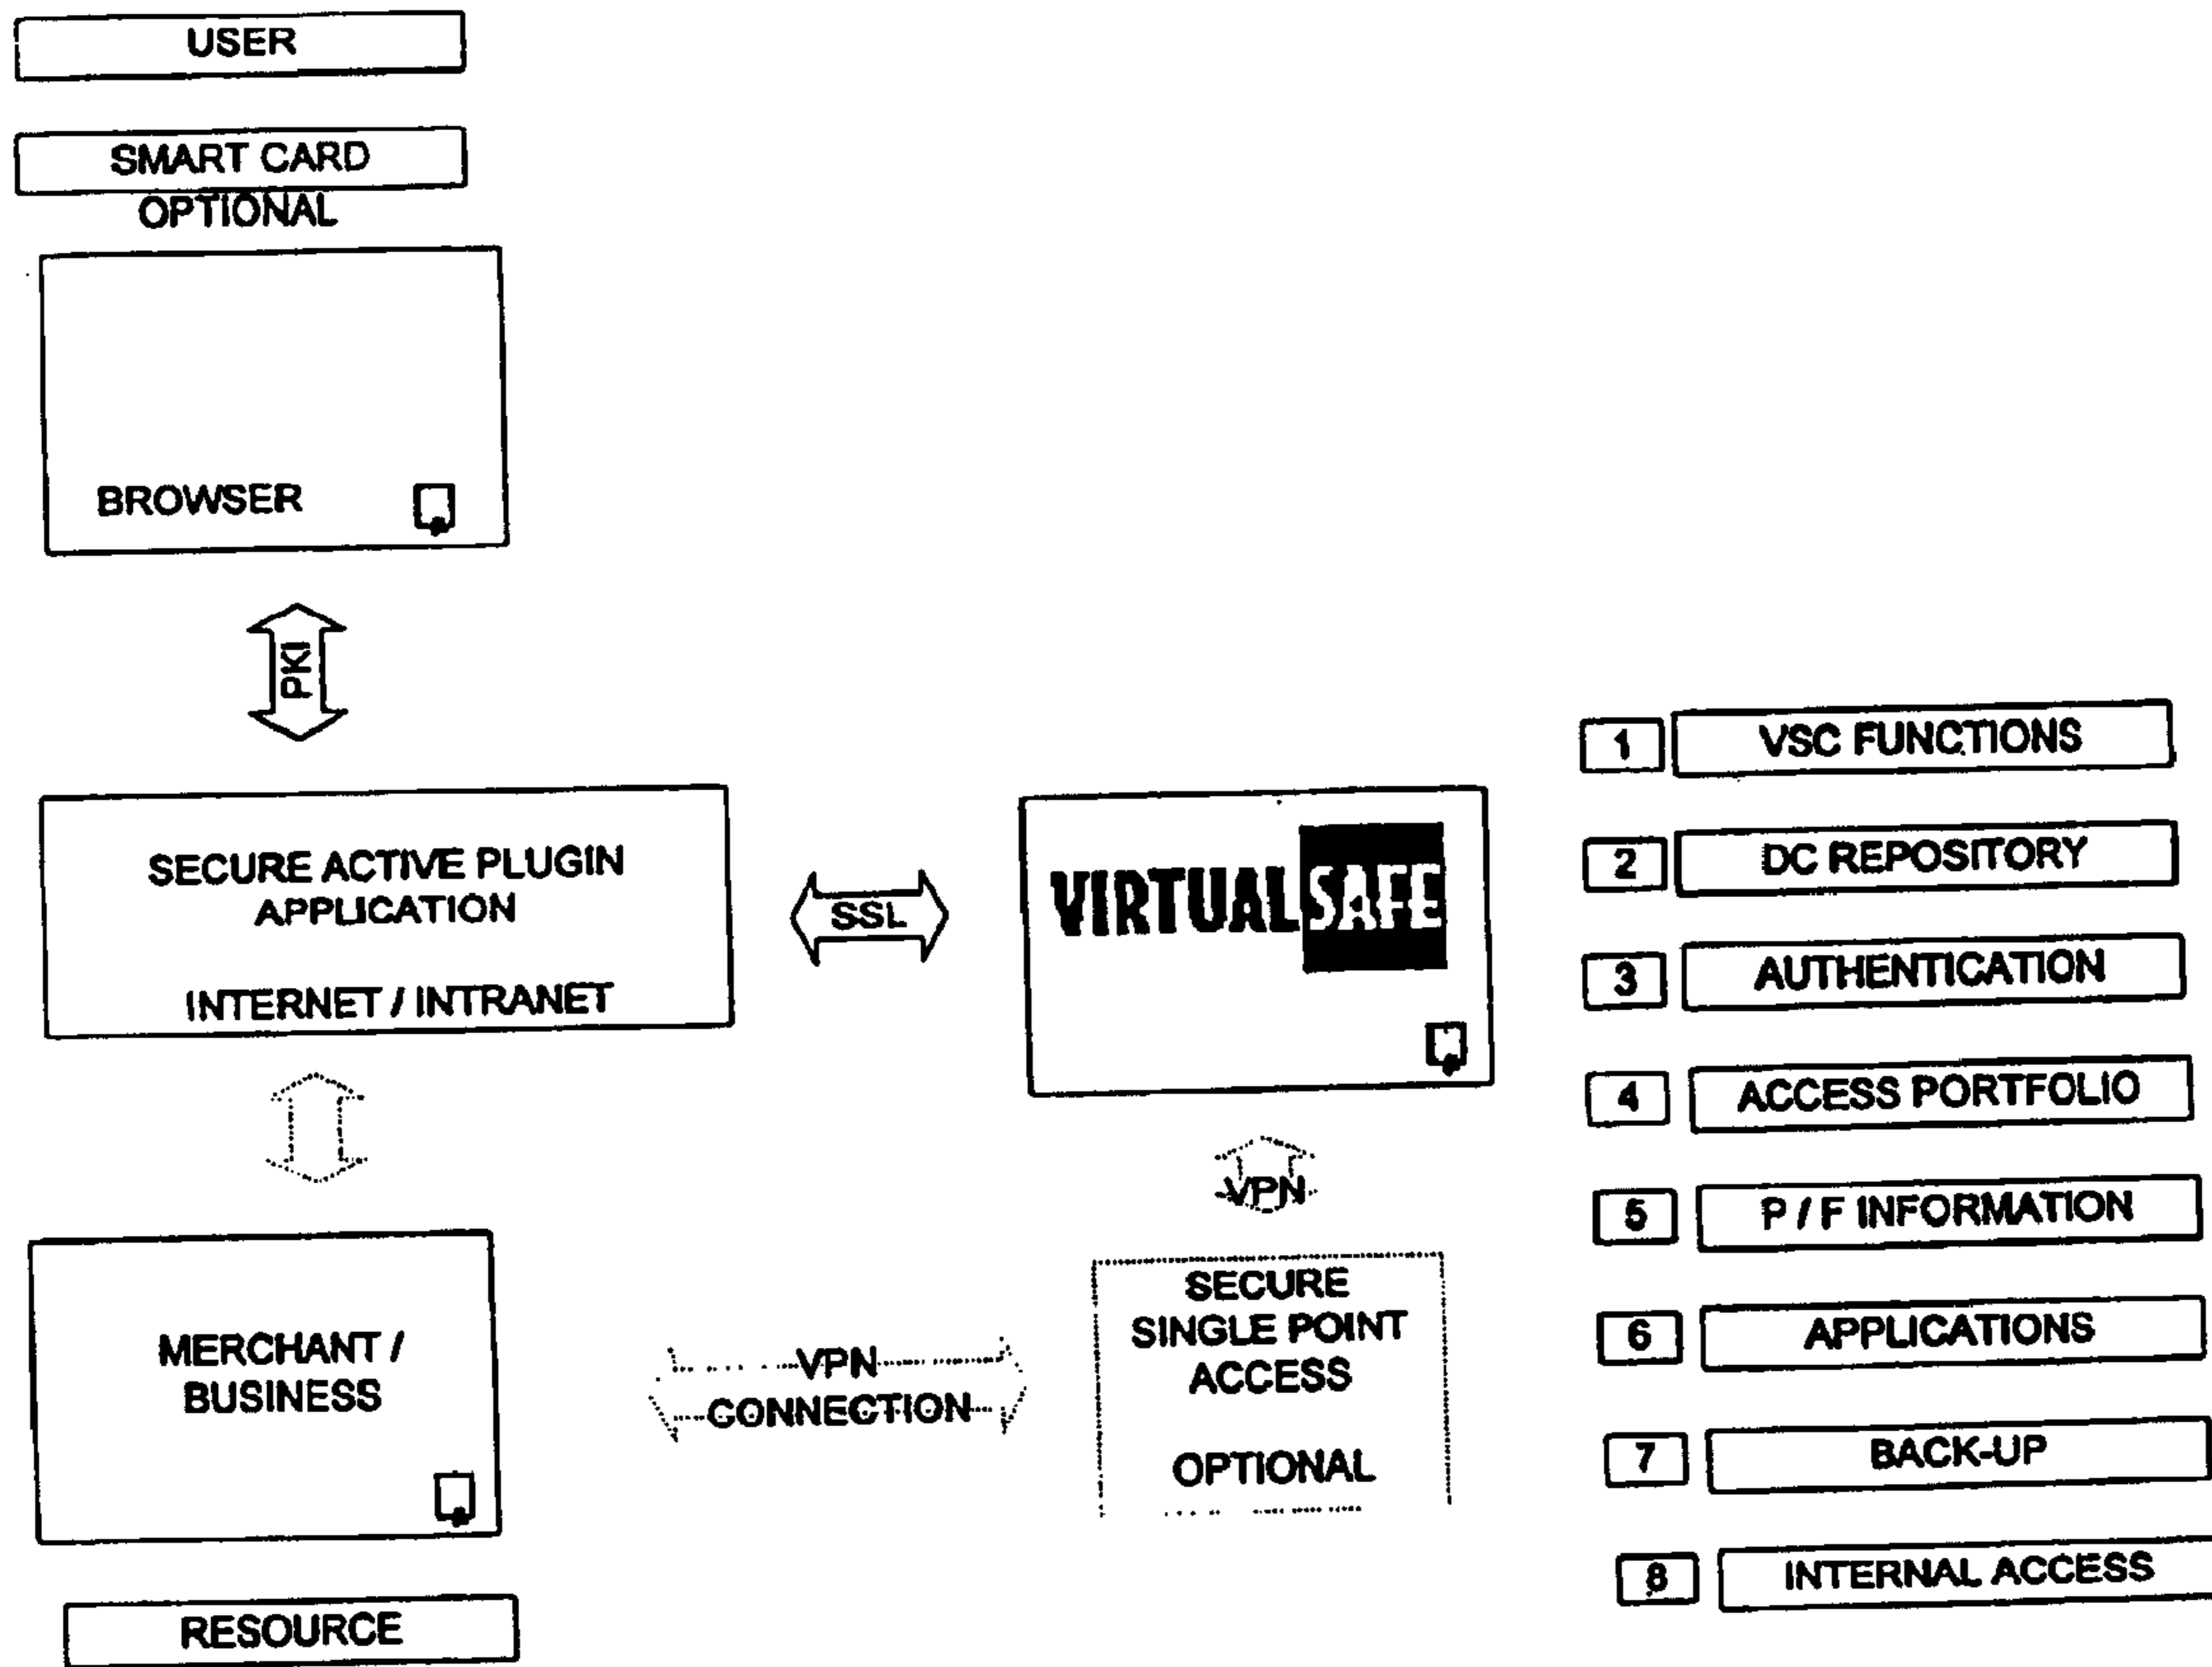 USER
SMART CARD
OPTIONAL
BROWSER
PKI
SECURE ACTIVE PLUGIN
APPLICATION
INTERNET / INTRANET
SSL
VIRTUALSAFE
MERCHANT /
BUSINESS
VPN
CONNECTION
VPN
SECURE
SINGLE POINT
ACCESS
OPTIONAL
RESOURCE
1 VSC FUNCTIONS
2 DC REPOSITORY
3 AUTHENTICATION
4 ACCESS PORTFOLIO
5 P / F INFORMATION
6 APPLICATIONS
7 BACK-UP
8 INTERNAL ACCESS